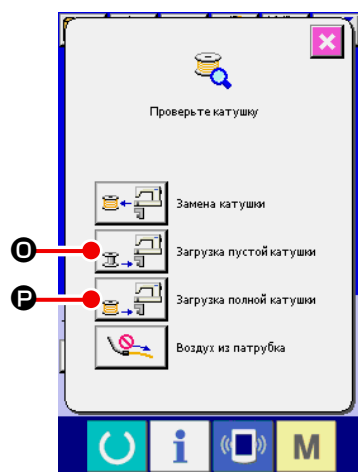 Проверьте катушку
Замена катушки
O
Загрузка пустой катушки
P
Загрузка полной катушки
Воздух из патрубка
i
M